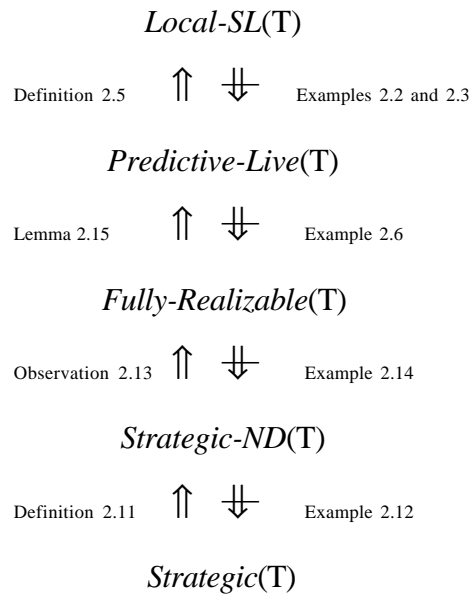 Local-SL(T)
Definition 2.5 ⇑ ⇓̸ Examples 2.2 and 2.3
Predictive-Live(T)
Lemma 2.15 ⇑ ⇓̸ Example 2.6
Fully-Realizable(T)
Observation 2.13 ⇑ ⇓̸ Example 2.14
Strategic-ND(T)
Definition 2.11 ⇑ ⇓̸ Example 2.12
Strategic(T)